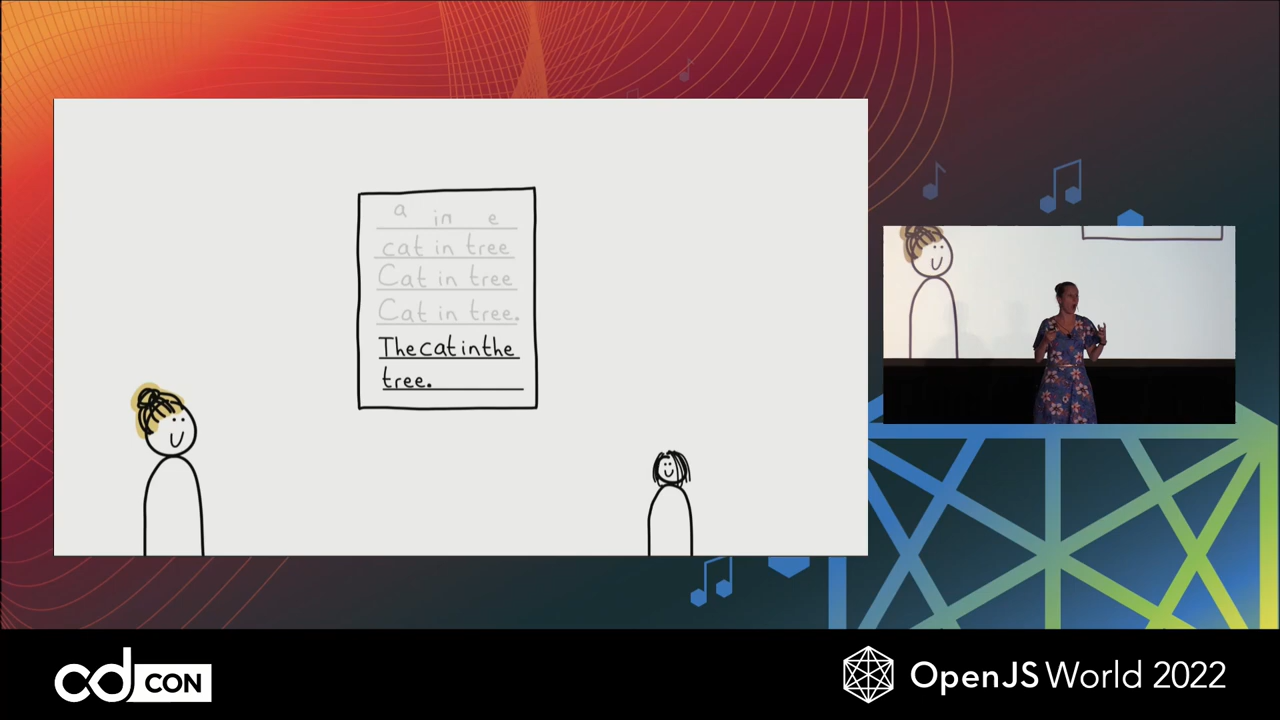 a in e
cat in tree
Cat in tree
Cat in tree.
The cat in the
tree.
cd CON
OpenJS World 2022